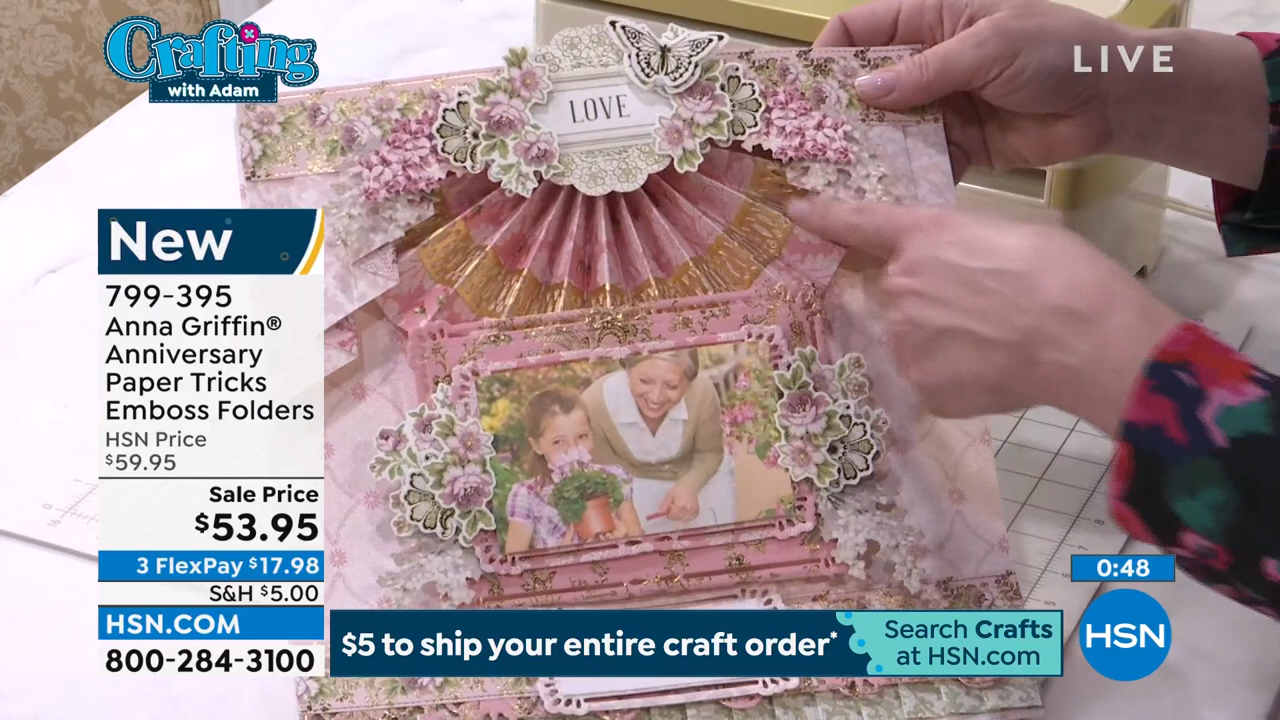 Crafting
with Adam
LIVE
LOVE
New
799-395
Anna Griffin®
Anniversary
Paper Tricks
Emboss Folders
HSN Price
$59.95
Sale Price
$53.95
3 FlexPay $17.98
S&H $5.00
HSN.COM
800-284-3100
$5 to ship your entire craft order*
Search Crafts
at HSN.com
0:48
HSN